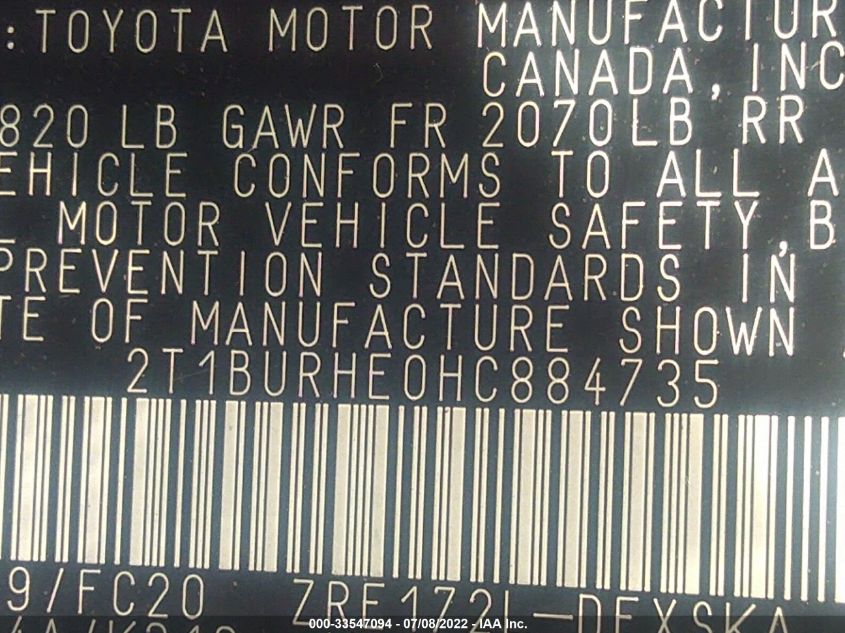 :TOYOTA MOTOR MANUFACTUR
CANADA,INC
820 LB GAWR FR 2070LB RR
EHICLE CONFORMS TO ALL A
L MOTOR VEHICLE SAFETY,B
PREVENTION STANDARDS IN
TE OF MANUFACTURE SHOWN
2T1BURHE0HC884735
9/FC20 ZRE172L-DEXSKA
000-33547094 - 07/08/2022 - IAA Inc.